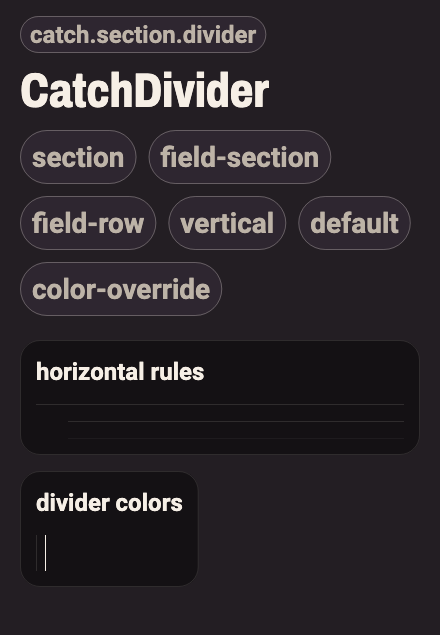 catch.section.divider
CatchDivider
section field-section
field-row vertical default
color-override
horizontal rules
divider colors